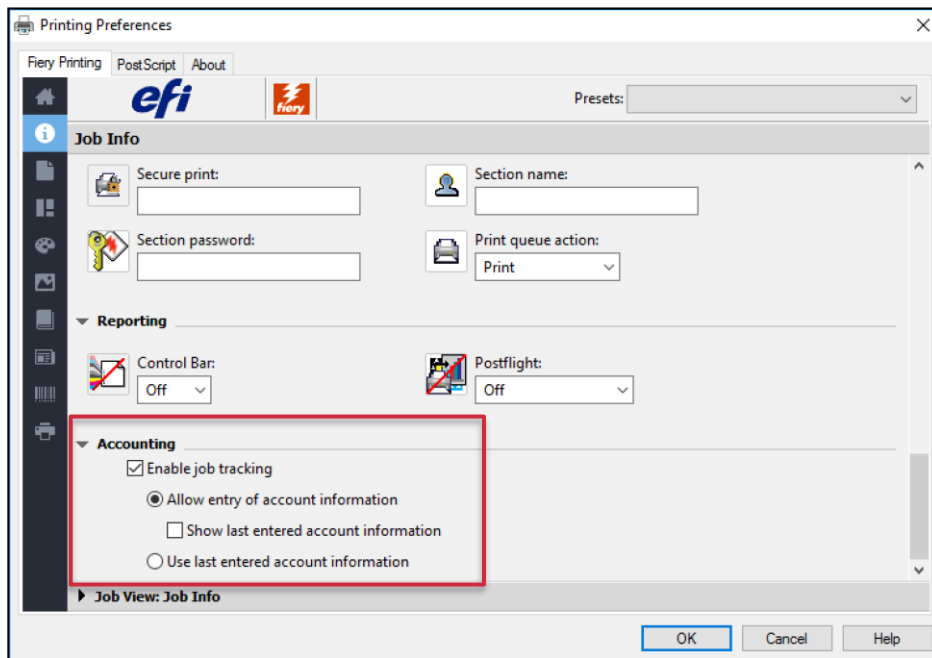 Printing Preferences
Fiery Printing PostScript About
efi fiery Presets:
Job Info
Secure print: Section name:
Section password: Print queue action:
Print
Reporting
Control Bar: Postflight:
Off Off
Accounting
Enable job tracking
Allow entry of account information
Show last entered account information
Use last entered account information
Job View: Job Info
OK Cancel Help